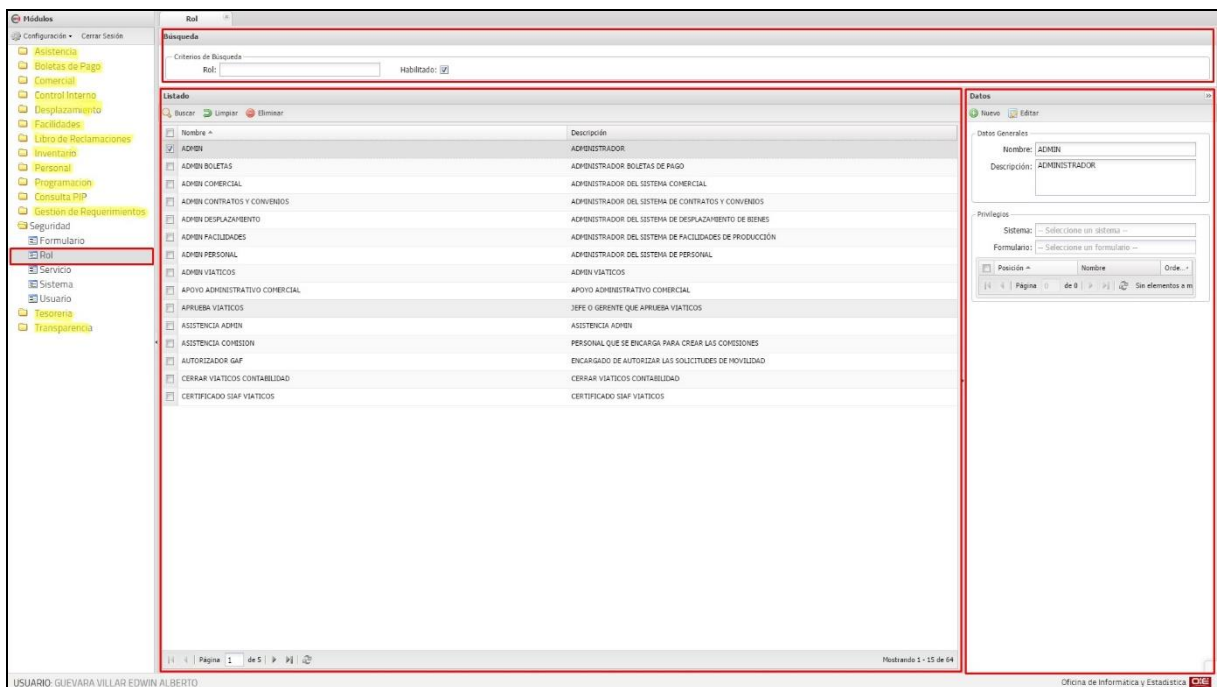 Módulos
Configuración Cerrar Sesión
Asistencia
Boletas de Pago
Comercial
Control Interno
Desplazamiento
Facilidades
Libro de Reclamaciones
Inventario
Personal
Programacion
Consulta PIP
Gestión de Requerimientos
Seguridad
Formulario
Rol
Servicio
Sistema
Usuario
Tesoreria
Transparencia
Rol
Búsqueda
Criterios de Búsqueda
Rol: Habilitado:
Listado
Buscar Limpiar Eliminar
Nombre Descripción
ADMIN ADMINISTRADOR
ADMIN BOLETAS ADMINISTRADOR BOLETAS DE PAGO
ADMIN COMERCIAL ADMINISTRADOR DEL SISTEMA COMERCIAL
ADMIN CONTRATOS Y CONVENIOS ADMINISTRADOR DEL SISTEMA DE CONTRATOS Y CONVENIOS
ADMIN DESPLAZAMIENTO ADMINISTRADOR DEL SISTEMA DE DESPLAZAMIENTO DE BIENES
ADMIN FACILIDADES ADMINISTRADOR DEL SISTEMA DE FACILIDADES DE PRODUCCIÓN
ADMIN PERSONAL ADMINISTRADOR DEL SISTEMA DE PERSONAL
ADMIN VIATICOS ADMIN VIATICOS
APOYO ADMINISTRATIVO COMERCIAL APOYO ADMINISTRATIVO COMERCIAL
APRUEBA VIATICOS JEFE O GERENTE QUE APRUEBA VIATICOS
ASISTENCIA ADMIN ASISTENCIA ADMIN
ASISTENCIA COMISION PERSONAL QUE SE ENCARGA PARA CREAR LAS COMISIONES
AUTORIZADOR GAF ENCARGADO DE AUTORIZAR LAS SOLICITUDES DE MOVILIDAD
CERRAR VIATICOS CONTABILIDAD CERRAR VIATICOS CONTABILIDAD
CERTIFICADO SIAF VIATICOS CERTIFICADO SIAF VIATICOS
Página 1 de 5 Mostrando 1 - 15 de 64
Datos
Nuevo Editar
Datos Generales
Nombre: ADMIN
Descripción: ADMINISTRADOR
Privilegios
Sistema: -- Seleccione un sistema --
Formulario: -- Seleccione un formulario --
Posición Nombre Orde...
Página 0 de 0 Sin elementos a m
USUARIO: GUEVARA VILLAR EDWIN ALBERTO Oficina de Informática y Estadística